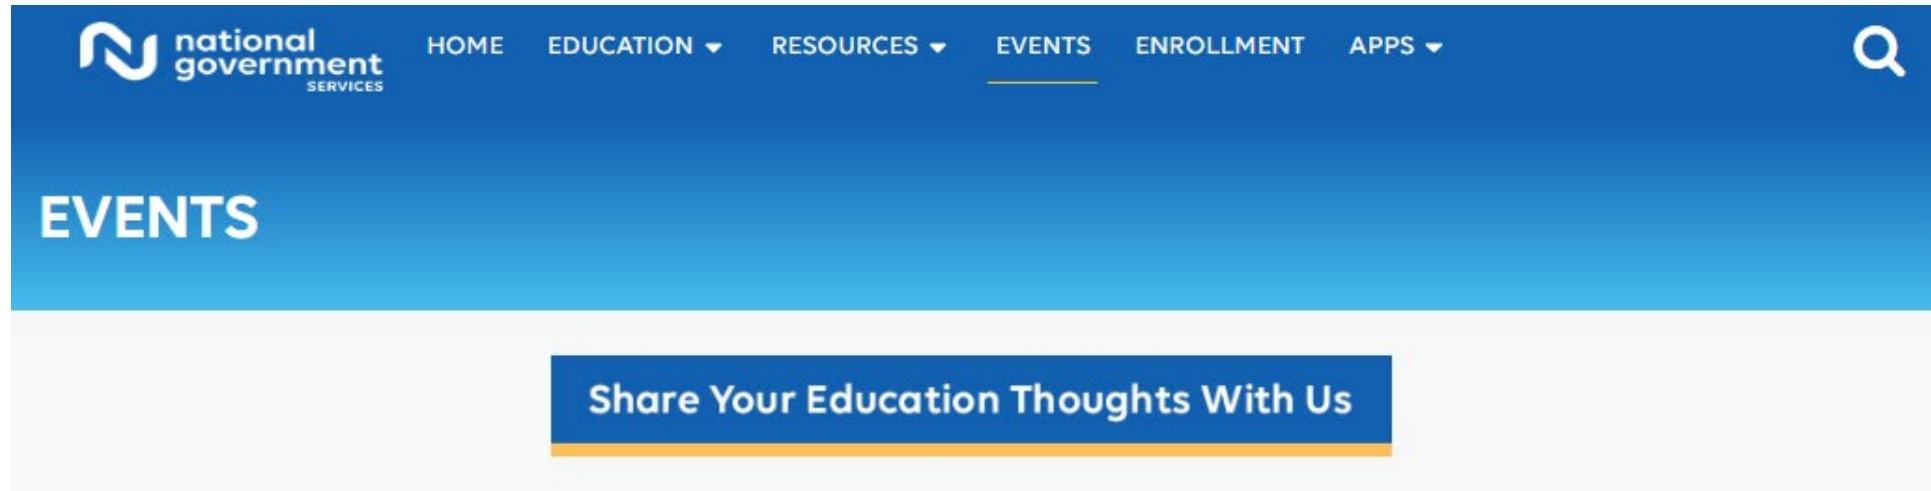 national
government
SERVICES
HOME EDUCATION RESOURCES EVENTS ENROLLMENT APPS
EVENTS
Share Your Education Thoughts With Us